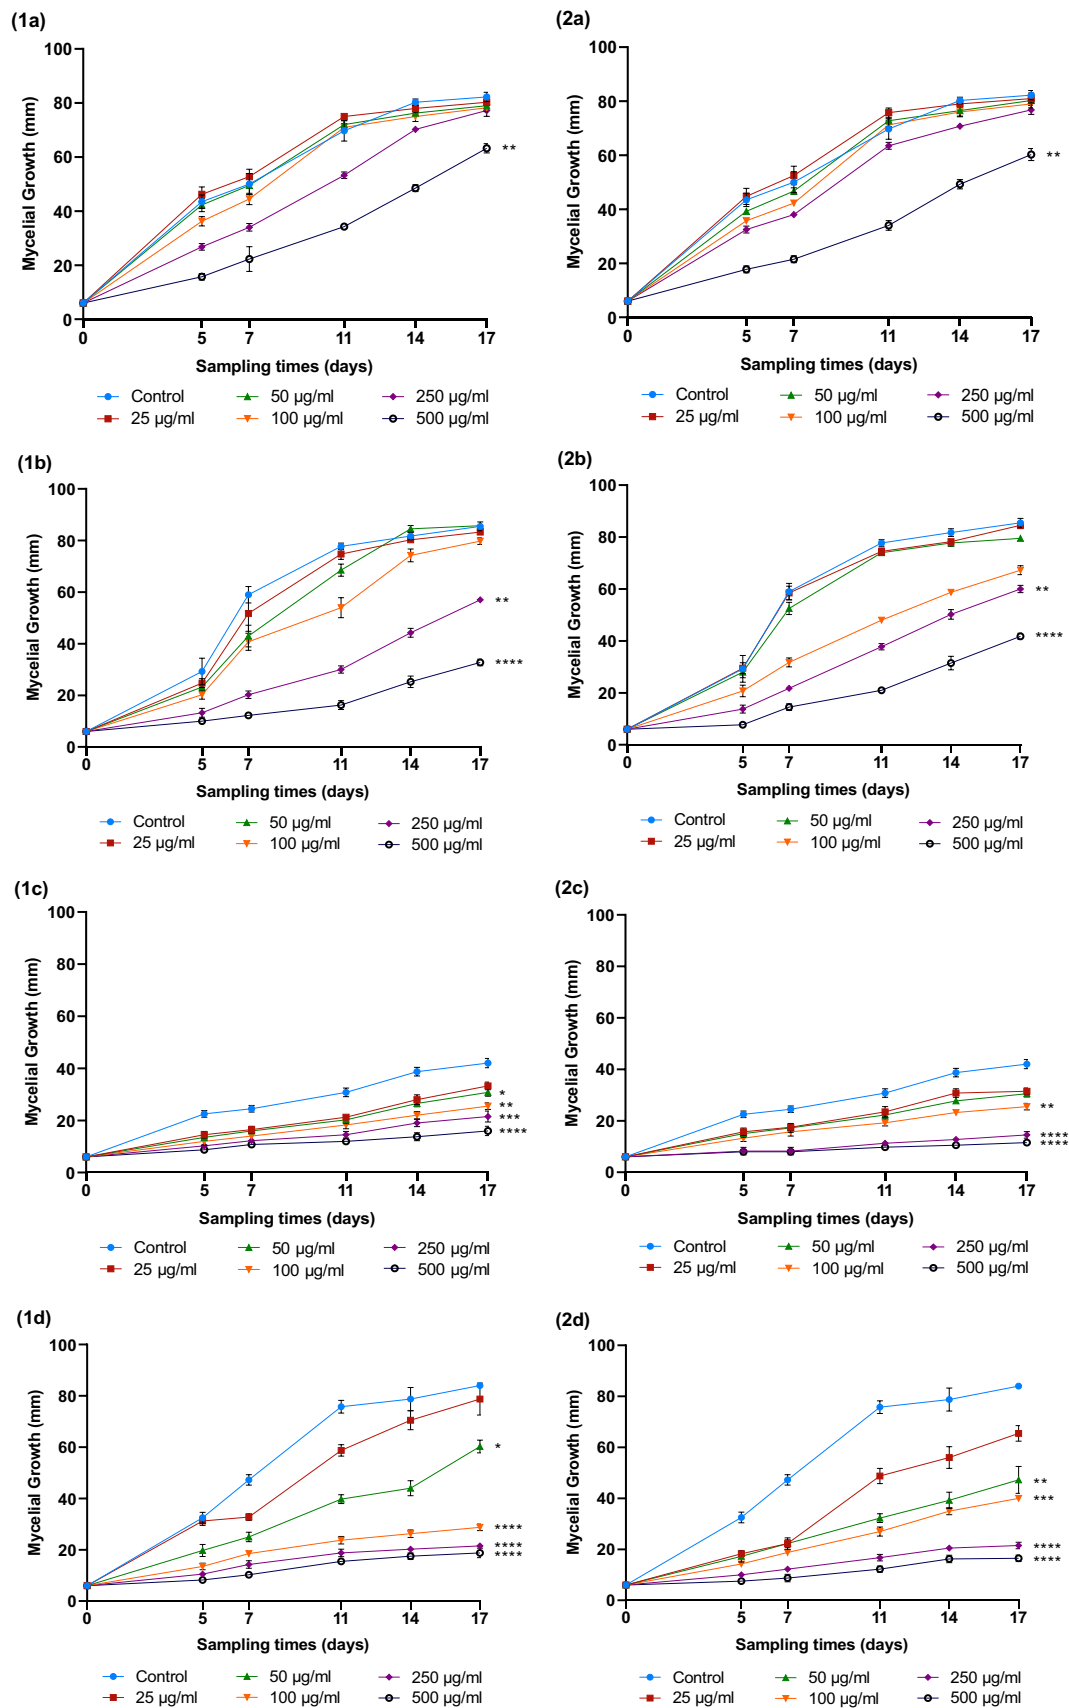 (1a)
100
80
60
40
20
0
Mycelial Growth (mm)
**
0 5 7 11 14 17
Sampling times (days)
Control 50 µg/ml 250 µg/ml
25 µg/ml 100 µg/ml 500 µg/ml
(2a)
100
80
60
40
20
0
Mycelial Growth (mm)
**
0 5 7 11 14 17
Sampling times (days)
Control 50 µg/ml 250 µg/ml
25 µg/ml 100 µg/ml 500 µg/ml
(1b)
100
80
60
40
20
0
Mycelial Growth (mm)
**
****
0 5 7 11 14 17
Sampling times (days)
Control 50 µg/ml 250 µg/ml
25 µg/ml 100 µg/ml 500 µg/ml
(2b)
100
80
60
40
20
0
Mycelial Growth (mm)
**
****
0 5 7 11 14 17
Sampling times (days)
Control 50 µg/ml 250 µg/ml
25 µg/ml 100 µg/ml 500 µg/ml
(1c)
100
80
60
40
20
0
Mycelial Growth (mm)
*
**
***
****
0 5 7 11 14 17
Sampling times (days)
Control 50 µg/ml 250 µg/ml
25 µg/ml 100 µg/ml 500 µg/ml
(2c)
100
80
60
40
20
0
Mycelial Growth (mm)
**
****
****
0 5 7 11 14 17
Sampling times (days)
Control 50 µg/ml 250 µg/ml
25 µg/ml 100 µg/ml 500 µg/ml
(1d)
100
80
60
40
20
0
Mycelial Growth (mm)
*
****
****
****
0 5 7 11 14 17
Sampling times (days)
Control 50 µg/ml 250 µg/ml
25 µg/ml 100 µg/ml 500 µg/ml
(2d)
100
80
60
40
20
0
Mycelial Growth (mm)
**
***
****
****
0 5 7 11 14 17
Sampling times (days)
Control 50 µg/ml 250 µg/ml
25 µg/ml 100 µg/ml 500 µg/ml